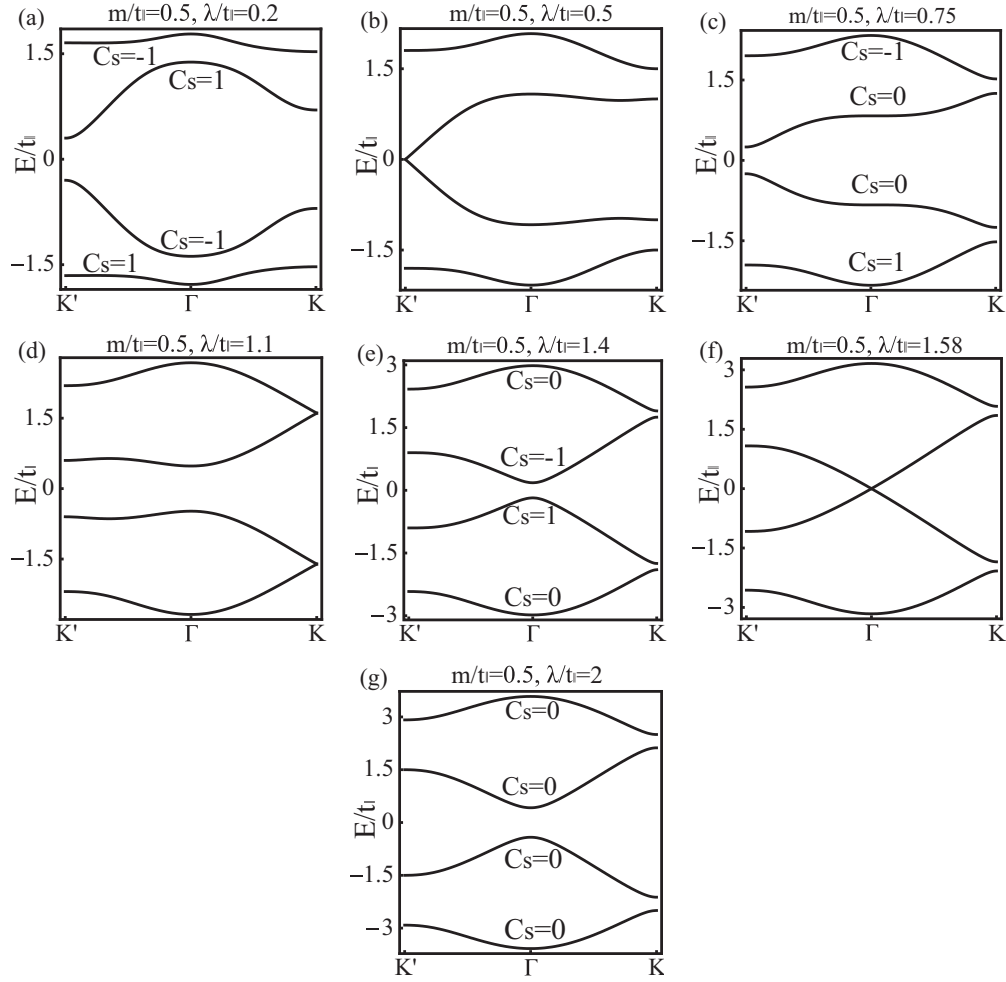 (a) m/t∥=0.5, λ/t∥=0.2
1.5
0
−1.5
E/t∥
Cs=-1
Cs=1
Cs=-1
Cs=1
K' Γ K
(b) m/t∥=0.5, λ/t∥=0.5
1.5
0
−1.5
E/t∥
K' Γ K
(c) m/t∥=0.5, λ/t∥=0.75
1.5
0
−1.5
E/t∥
Cs=-1
Cs=0
Cs=0
Cs=1
K' Γ K
(d) m/t∥=0.5, λ/t∥=1.1
1.5
0
−1.5
E/t∥
K' Γ K
(e) m/t∥=0.5, λ/t∥=1.4
3
1.5
0
−1.5
−3
E/t∥
Cs=0
Cs=-1
Cs=1
Cs=0
K' Γ K
(f) m/t∥=0.5, λ/t∥=1.58
3
1.5
0
−1.5
−3
E/t∥
K' Γ K
(g) m/t∥=0.5, λ/t∥=2
3
1.5
0
−1.5
−3
E/t∥
Cs=0
Cs=0
Cs=0
Cs=0
K' Γ K